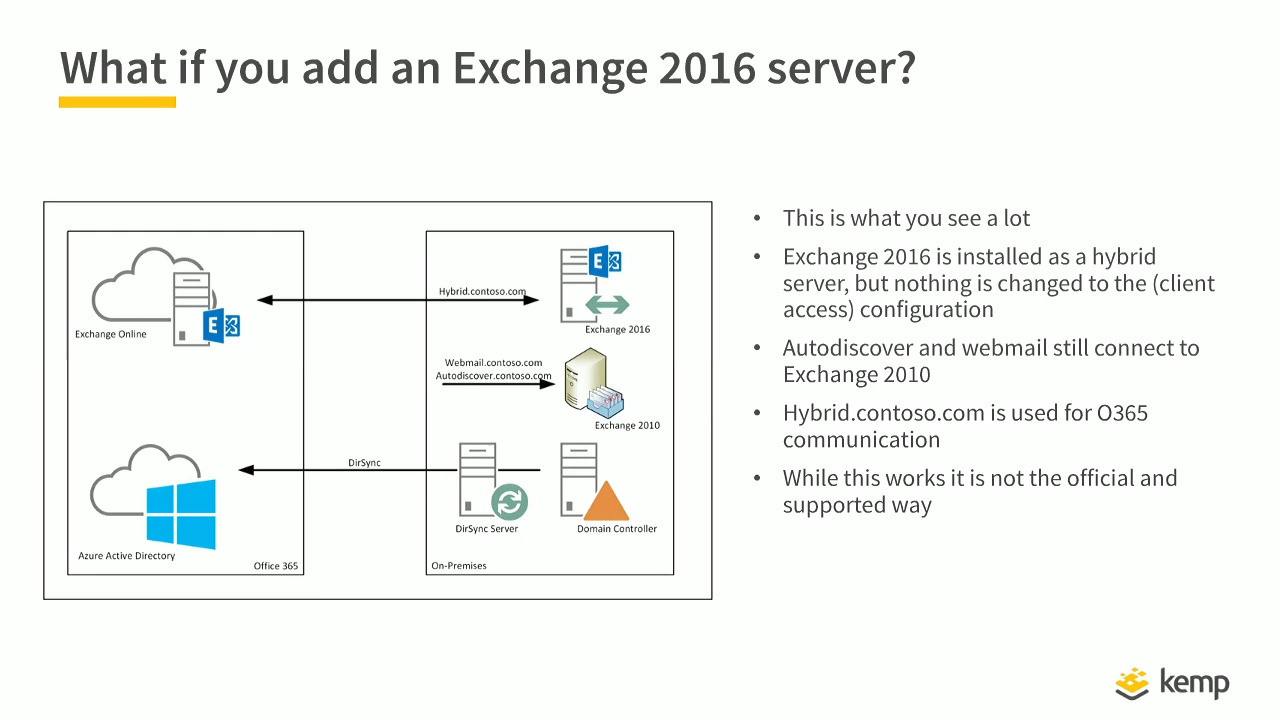 What if you add an Exchange 2016 server?
Hybrid.contoso.com
Exchange Online
Exchange 2016
Webmail.contoso.com
Autodiscover.contoso.com
Exchange 2010
DirSync
DirSync Server
Domain Controller
Azure Active Directory
Office 365
On-Premises
• This is what you see a lot
• Exchange 2016 is installed as a hybrid
server, but nothing is changed to the (client
access) configuration
• Autodiscover and webmail still connect to
Exchange 2010
• Hybrid.contoso.com is used for O365
communication
• While this works it is not the official and
supported way
kemp